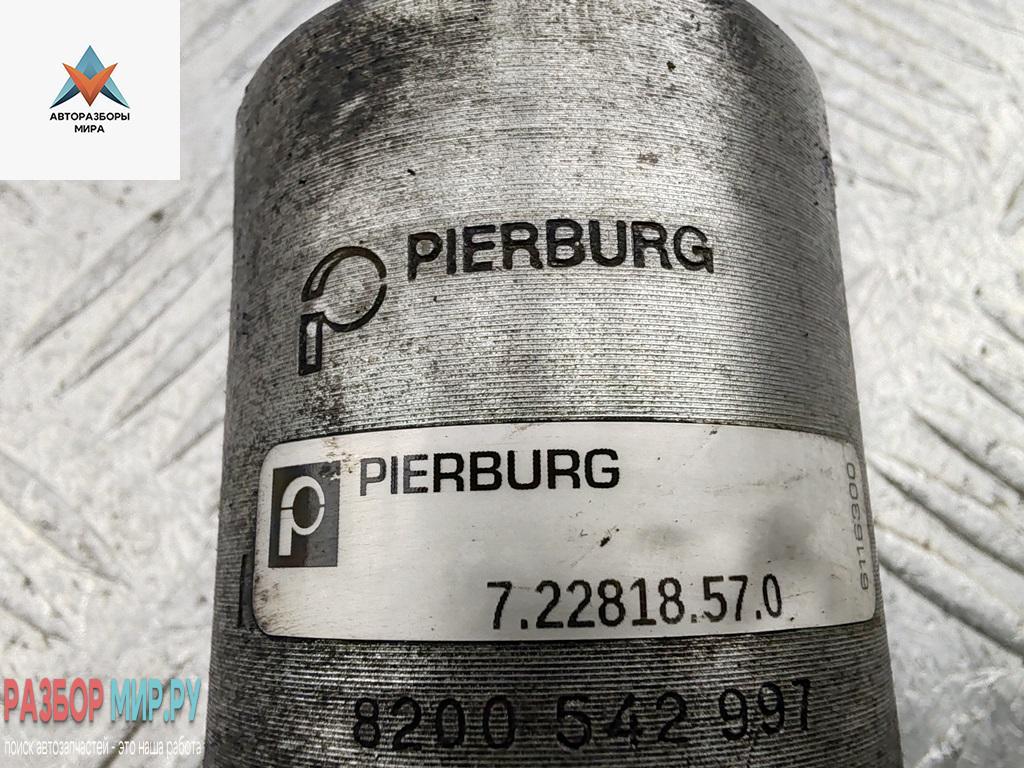 АВТОРАЗБОРЫ
МИРА
PIERBURG
PIERBURG
7.22818.57.0
6116300
8200 542 997
РАЗБОР МИР.РУ
поиск автозапчастей - это наша работа